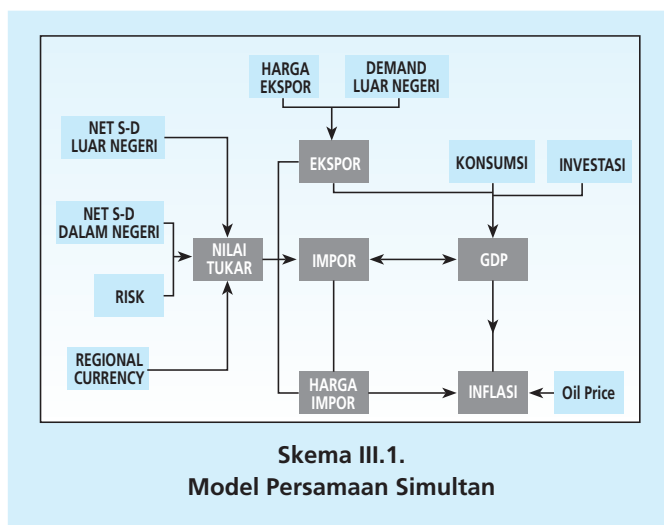 HARGA
EKSPOR
DEMAND
LUAR NEGERI
NET S-D
LUAR NEGERI
EKSPOR
KONSUMSI
INVESTASI
NET S-D
DALAM NEGERI
NILAI
TUKAR
IMPOR
GDP
RISK
REGIONAL
CURRENCY
HARGA
IMPOR
INFLASI
Oil Price
Skema III.1.
Model Persamaan Simultan